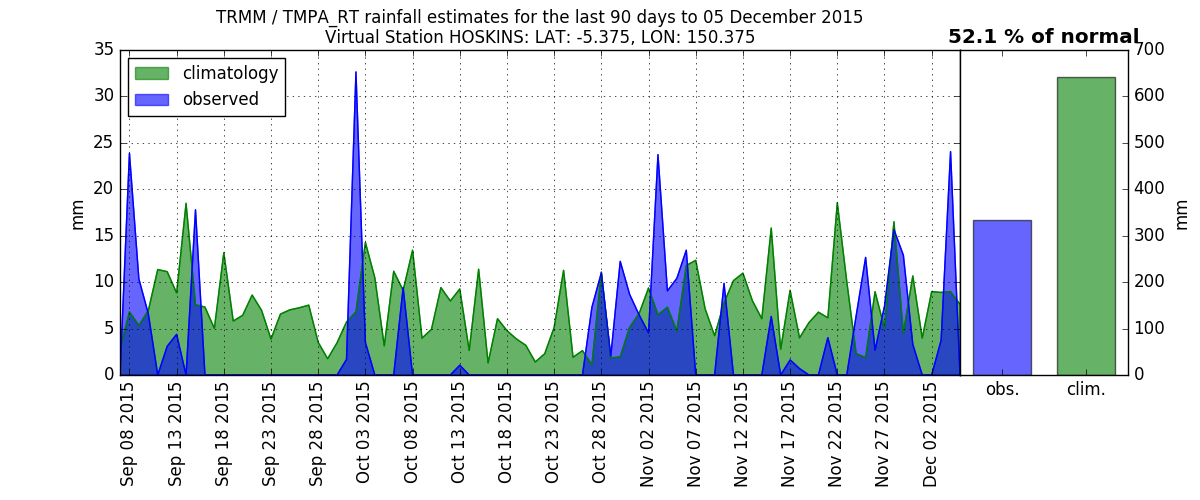 TRMM / TMPA_RT rainfall estimates for the last 90 days to 05 December 2015
Virtual Station HOSKINS: LAT: -5.375, LON: 150.375
52.1 % of normal
climatology
observed
35
30
25
20
15
10
5
0
mm
700
600
500
400
300
200
100
0
mm
Sep 08 2015
Sep 13 2015
Sep 18 2015
Sep 23 2015
Sep 28 2015
Oct 03 2015
Oct 08 2015
Oct 13 2015
Oct 18 2015
Oct 23 2015
Oct 28 2015
Nov 02 2015
Nov 07 2015
Nov 12 2015
Nov 17 2015
Nov 22 2015
Nov 27 2015
Dec 02 2015
obs.
clim.